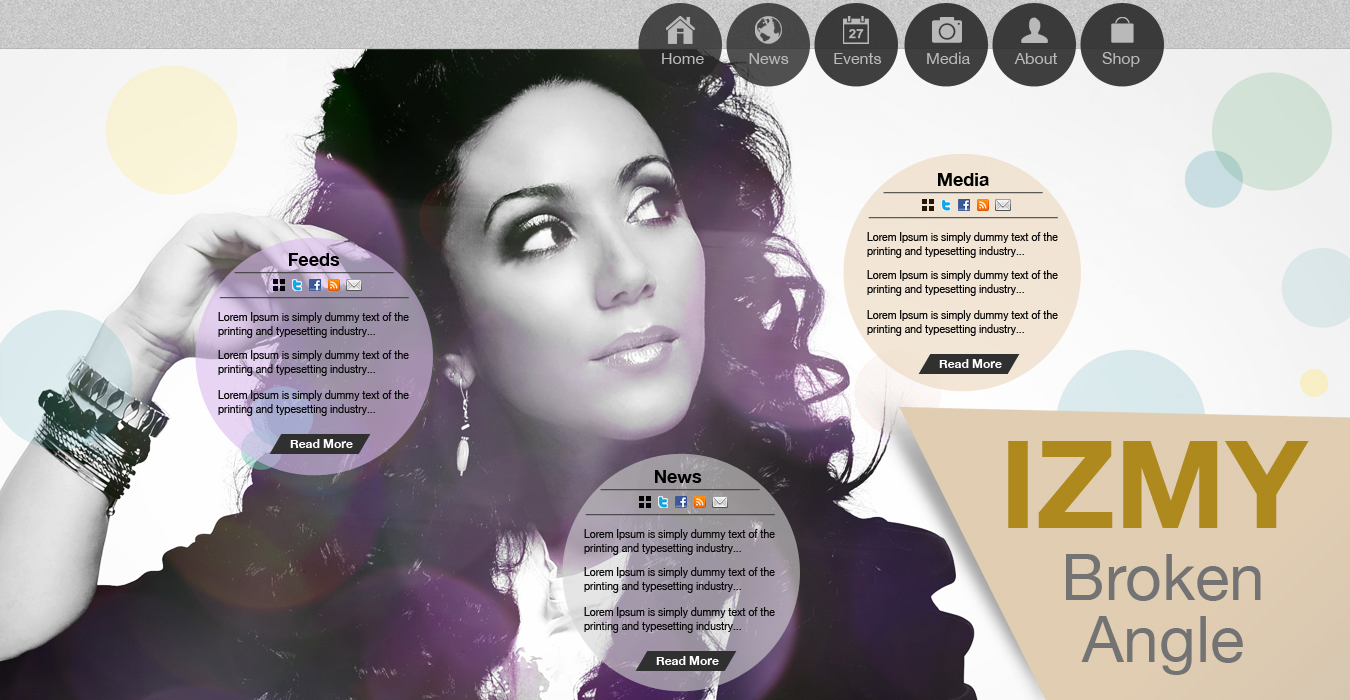 Home News Events Media About Shop
27
Feeds
Lorem Ipsum is simply dummy text of the
printing and typesetting industry...
Lorem Ipsum is simply dummy text of the
printing and typesetting industry...
Lorem Ipsum is simply dummy text of the
printing and typesetting industry...
Read More
Media
Lorem Ipsum is simply dummy text of the
printing and typesetting industry...
Lorem Ipsum is simply dummy text of the
printing and typesetting industry...
Lorem Ipsum is simply dummy text of the
printing and typesetting industry...
Read More
News
Lorem Ipsum is simply dummy text of the
printing and typesetting industry...
Lorem Ipsum is simply dummy text of the
printing and typesetting industry...
Lorem Ipsum is simply dummy text of the
printing and typesetting industry...
Read More
IZMY
Broken
Angle